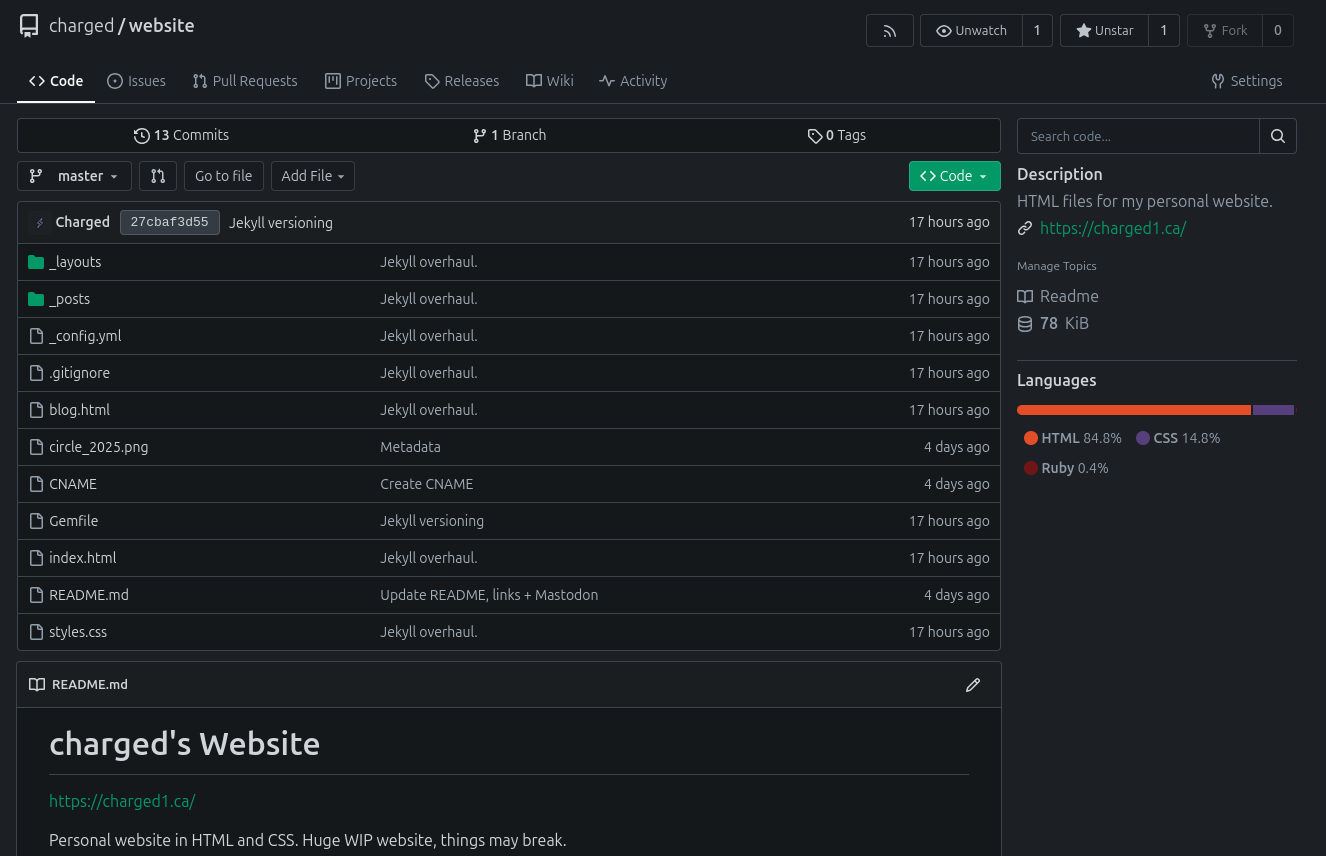 charged / website
Unwatch 1 Unstar 1 Fork 0
Code Issues Pull Requests Projects Releases Wiki Activity Settings
13 Commits 1 Branch 0 Tags
Search code...
master Go to file Add File Code
Description
HTML files for my personal website.
https://charged1.ca/
Manage Topics
Readme
78 KiB
Languages
HTML 84.8% CSS 14.8%
Ruby 0.4%
Charged 27cbaf3d55 Jekyll versioning 17 hours ago
_layouts Jekyll overhaul. 17 hours ago
_posts Jekyll overhaul. 17 hours ago
_config.yml Jekyll overhaul. 17 hours ago
.gitignore Jekyll overhaul. 17 hours ago
blog.html Jekyll overhaul. 17 hours ago
circle_2025.png Metadata 4 days ago
CNAME Create CNAME 4 days ago
Gemfile Jekyll versioning 17 hours ago
index.html Jekyll overhaul. 17 hours ago
README.md Update README, links + Mastodon 4 days ago
styles.css Jekyll overhaul. 17 hours ago
README.md
charged's Website
https://charged1.ca/
Personal website in HTML and CSS. Huge WIP website, things may break.